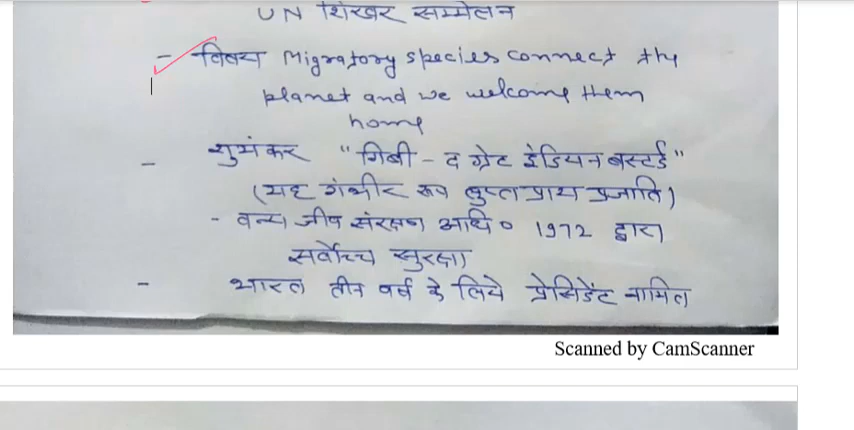 UN शिखर सम्मेलन
- विषय Migratory species connect the
planet and we welcome them
home
- शुभंकर "गिबी - द ग्रेट इंडियन बस्टर्ड"
(यह गंभीर रूप लुप्तप्राय प्रजाति)
- वन्य जीव संरक्षण अधि० 1972 द्वारा
सर्वोच्च सुरक्षा
- भारत तीन वर्ष के लिये प्रेसिडेंट नामित
Scanned by CamScanner